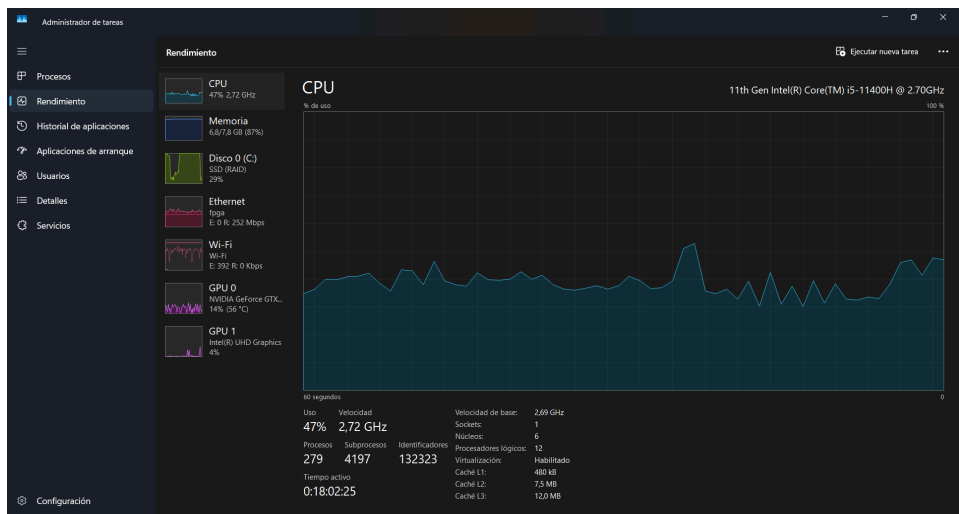 Administrador de tareas
Procesos
Rendimiento
Historial de aplicaciones
Aplicaciones de arranque
Usuarios
Detalles
Servicios
Configuración
Rendimiento
Ejecutar nueva tarea
CPU
47% 2,72 GHz
Memoria
6,8/7,8 GB (87%)
Disco 0 (C:)
SSD (RAID)
29%
Ethernet
fpga
E: 0 R: 252 Mbps
Wi-Fi
Wi-Fi
E: 392 R: 0 Kbps
GPU 0
NVIDIA GeForce GTX...
14% (56 °C)
GPU 1
Intel(R) UHD Graphics
4%
CPU
11th Gen Intel(R) Core(TM) i5-11400H @ 2.70GHz
% de uso
100 %
60 segundos
0
Uso Velocidad
47% 2,72 GHz
Procesos Subprocesos Identificadores
279 4197 132323
Tiempo activo
0:18:02:25
Velocidad de base: 2,69 GHz
Sockets: 1
Núcleos: 6
Procesadores lógicos: 12
Virtualización: Habilitado
Caché L1: 480 kB
Caché L2: 7,5 MB
Caché L3: 12,0 MB